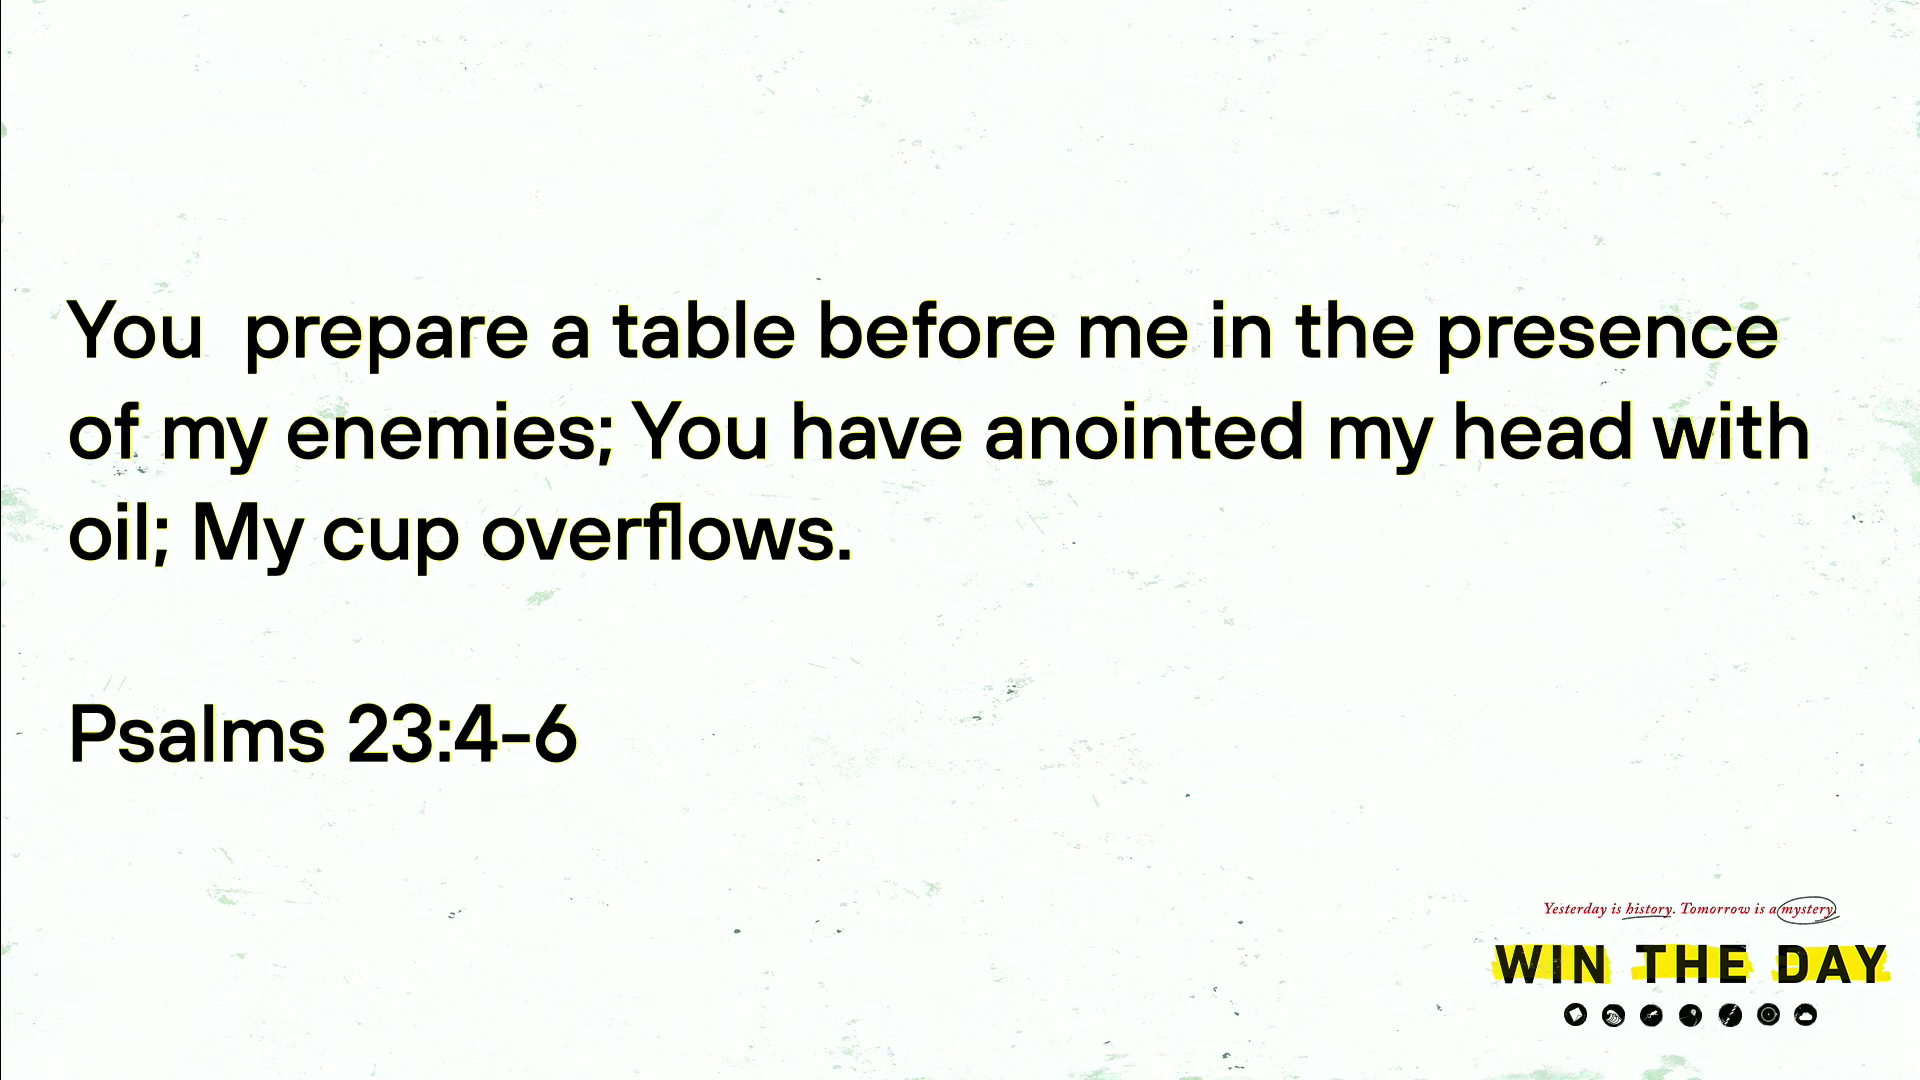 You  prepare a table before me in the presence
of my enemies; You have anointed my head with
oil; My cup overflows.
Psalms 23:4-6
Yesterday is history. Tomorrow is a mystery.
WIN THE DAY